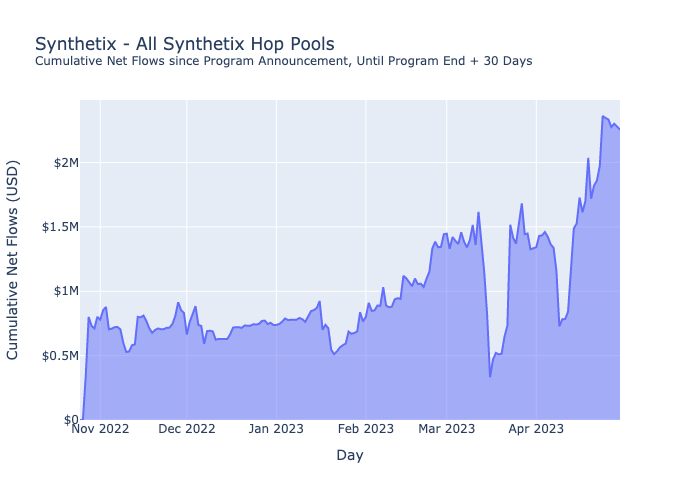 Synthetix - All Synthetix Hop Pools
Cumulative Net Flows since Program Announcement, Until Program End + 30 Days
Cumulative Net Flows (USD)
$2M
$1.5M
$1M
$0.5M
$0
Nov 2022 Dec 2022 Jan 2023 Feb 2023 Mar 2023 Apr 2023
Day